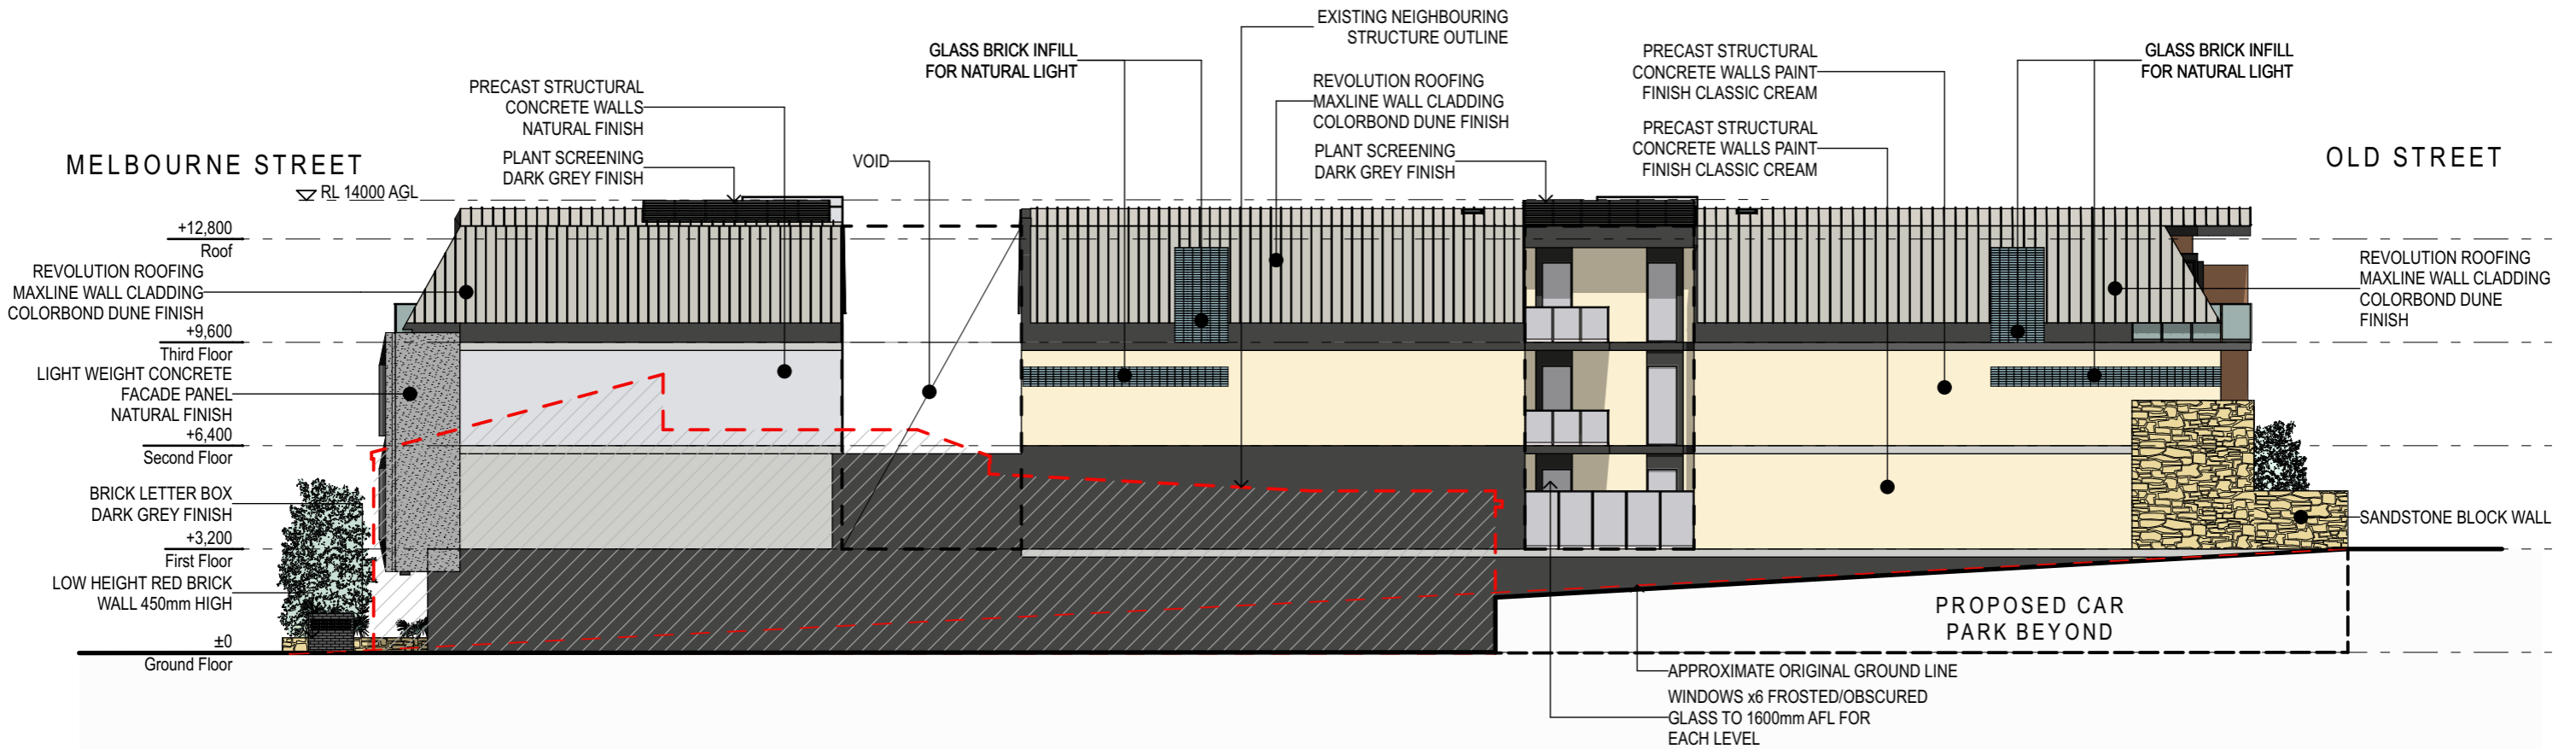 EXISTING NEIGHBOURING
STRUCTURE OUTLINE
GLASS BRICK INFILL
FOR NATURAL LIGHT
PRECAST STRUCTURAL
CONCRETE WALLS PAINT
FINISH CLASSIC CREAM
GLASS BRICK INFILL
FOR NATURAL LIGHT
PRECAST STRUCTURAL
CONCRETE WALLS
NATURAL FINISH
REVOLUTION ROOFING
MAXLINE WALL CLADDING
COLORBOND DUNE FINISH
PRECAST STRUCTURAL
CONCRETE WALLS PAINT
FINISH CLASSIC CREAM
MELBOURNE STREET
PLANT SCREENING
DARK GREY FINISH
VOID
PLANT SCREENING
DARK GREY FINISH
OLD STREET
RL 14000 AGL
+12,800
Roof
REVOLUTION ROOFING
MAXLINE WALL CLADDING
COLORBOND DUNE FINISH
REVOLUTION ROOFING
MAXLINE WALL CLADDING
COLORBOND DUNE
FINISH
+9,600
Third Floor
LIGHT WEIGHT CONCRETE
FACADE PANEL
NATURAL FINISH
+6,400
Second Floor
BRICK LETTER BOX
DARK GREY FINISH
SANDSTONE BLOCK WALL
+3,200
First Floor
LOW HEIGHT RED BRICK
WALL 450mm HIGH
PROPOSED CAR
PARK BEYOND
±0
Ground Floor
APPROXIMATE ORIGINAL GROUND LINE
WINDOWS x6 FROSTED/OBSCURED
GLASS TO 1600mm AFL FOR
EACH LEVEL